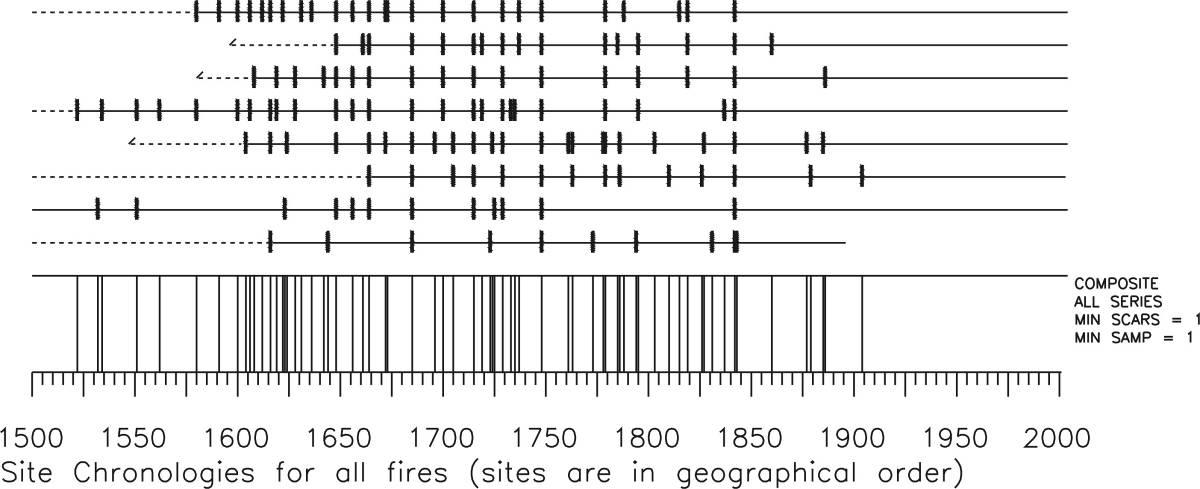 COMPOSITE
ALL SERIES
MIN SCARS = 1
MIN SAMP = 1
1500 1550 1600 1650 1700 1750 1800 1850 1900 1950 2000
Site Chronologies for all fires (sites are in geographical order)